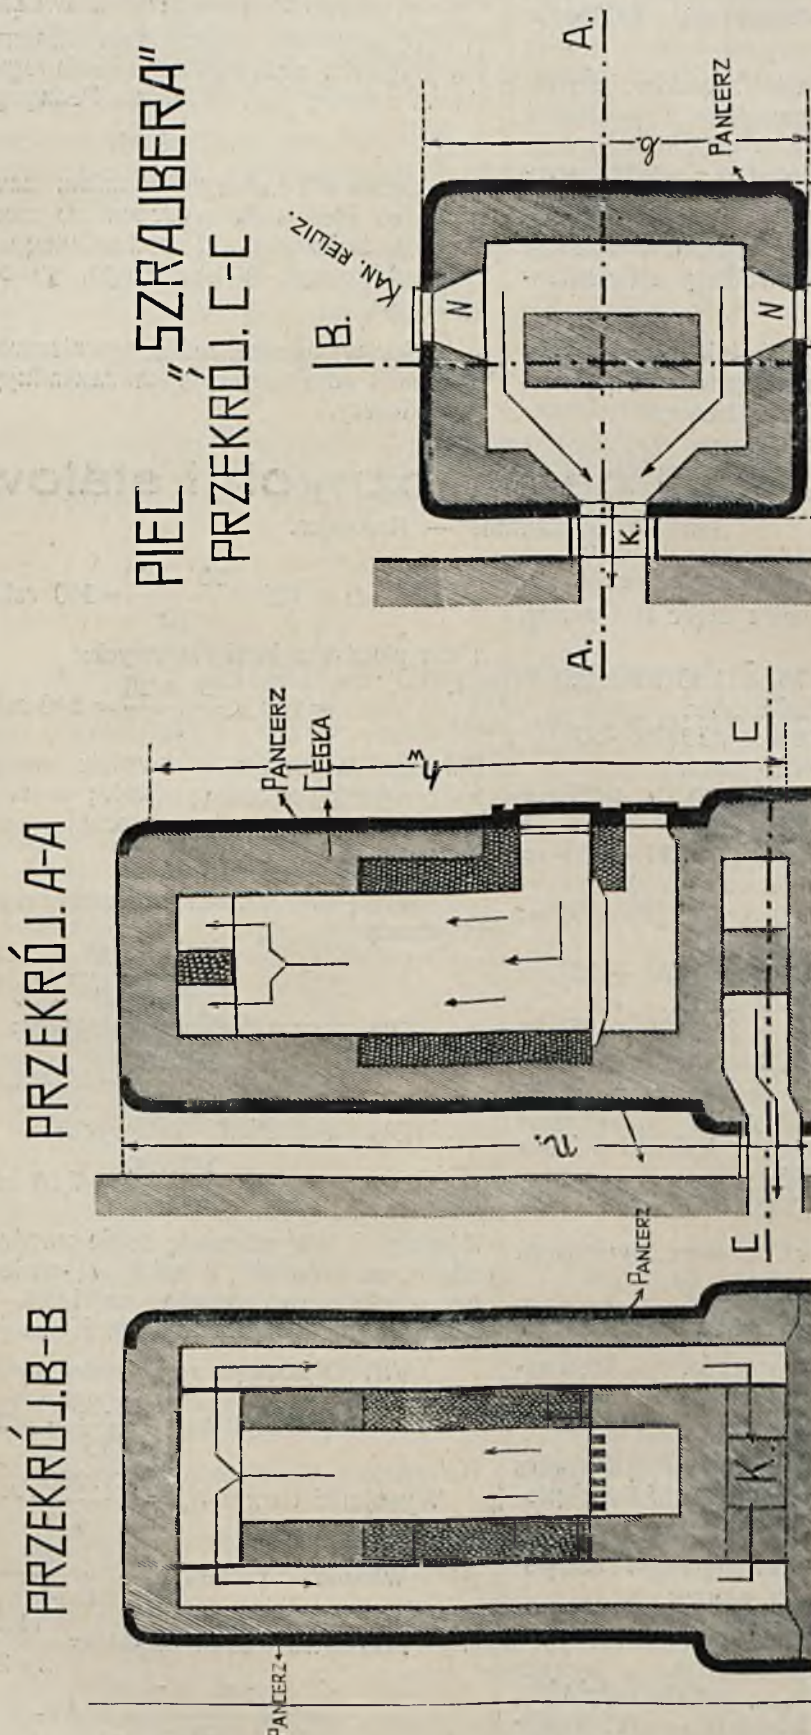 PIEC „SZRAJBERA”
PRZEKRÓJ. C-C
KAN. REWIZ.
B.
A.
A.
b.
PANCERZ
N
N
K.
PRZEKRÓJ. A-A
PANCERZ
CEGŁA
h.
C
C
PRZEKRÓJ. B-B
PANCERZ
PANCERZ
K.